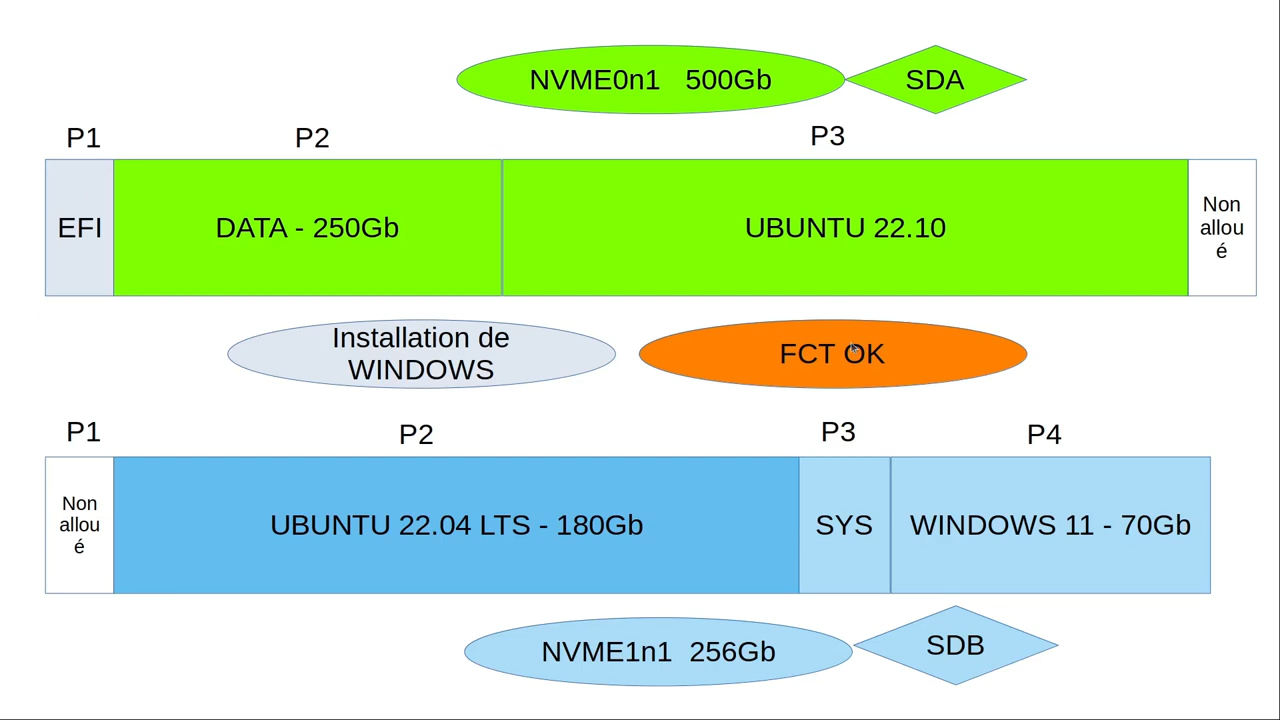 NVME0n1 500Gb SDA
P1 P2 P3
EFI DATA - 250Gb UBUNTU 22.10
Non
allou
é
Installation de
WINDOWS
FCT OK
P1 P2 P3 P4
Non
allou
é
UBUNTU 22.04 LTS - 180Gb SYS WINDOWS 11 - 70Gb
NVME1n1 256Gb SDB